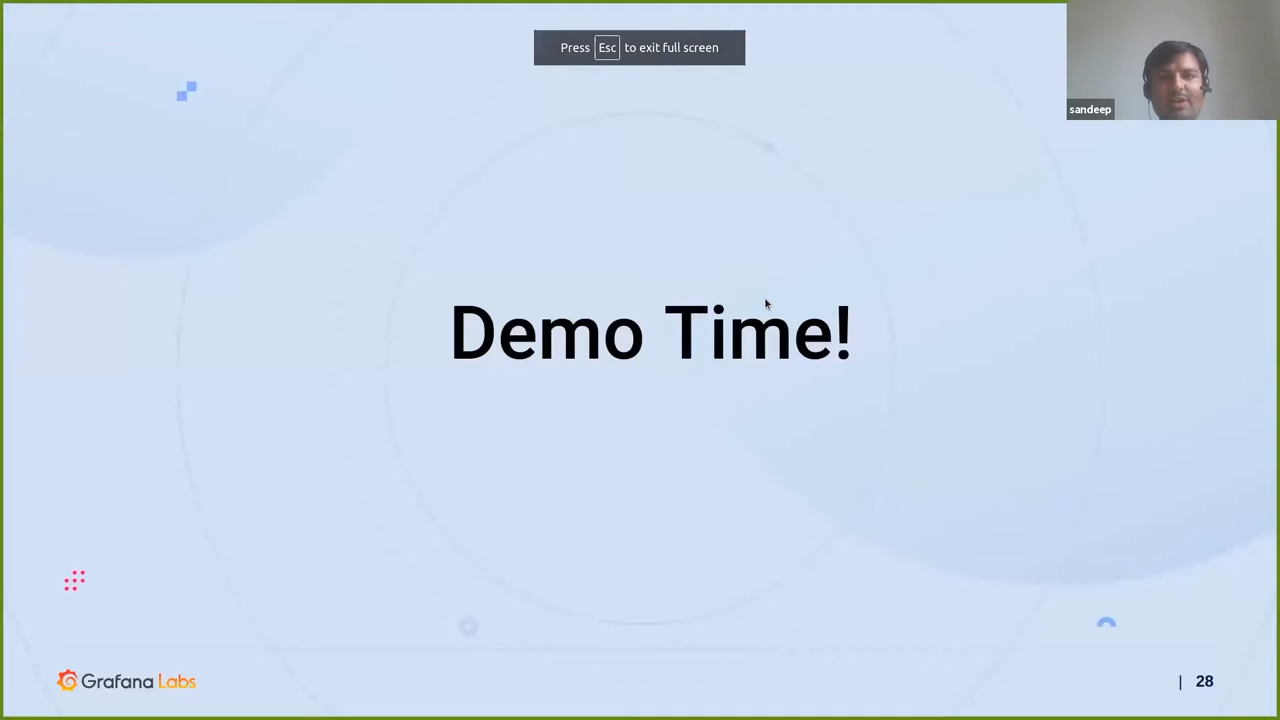 Press Esc to exit full screen
sandeep
Demo Time!
Grafana Labs
| 28